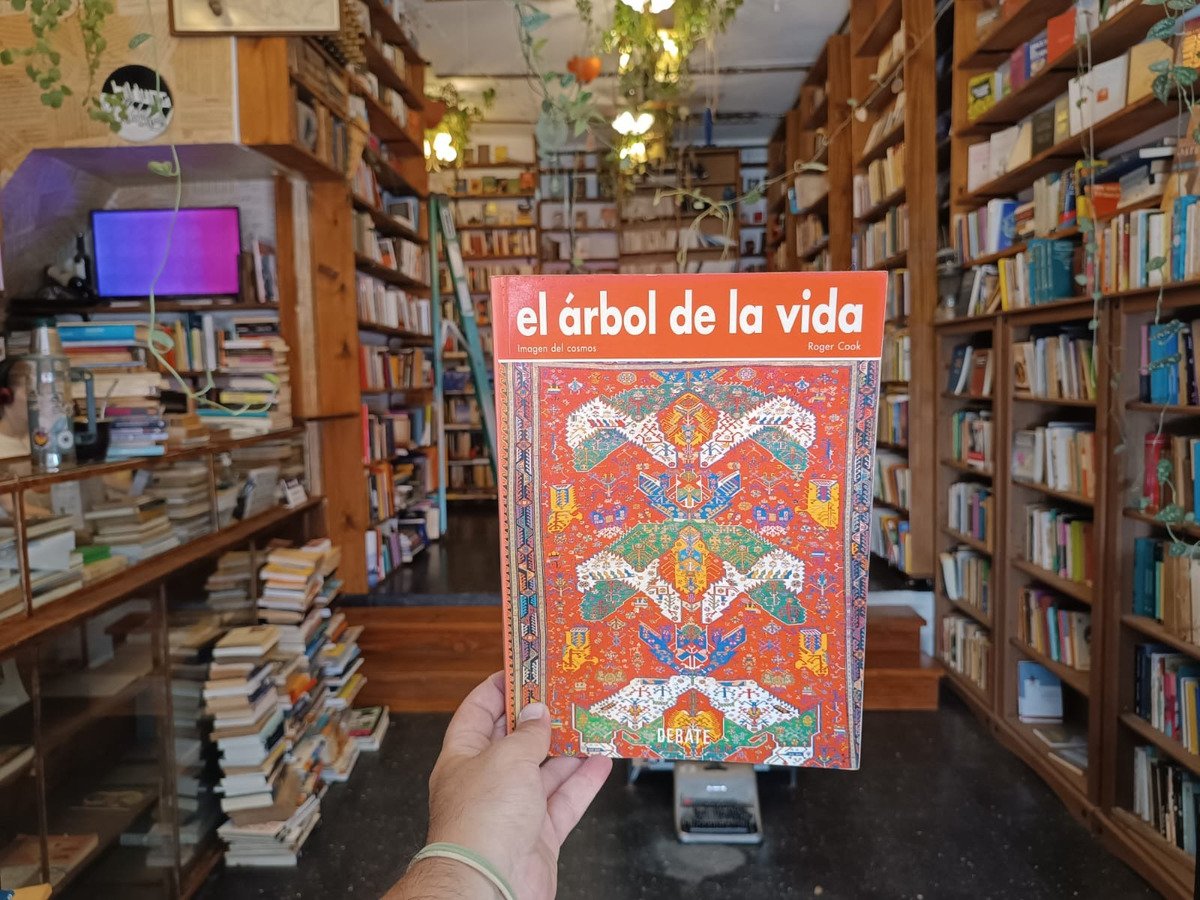 el árbol de la vida
Imagen del cosmos
Roger Cook
DEBATE